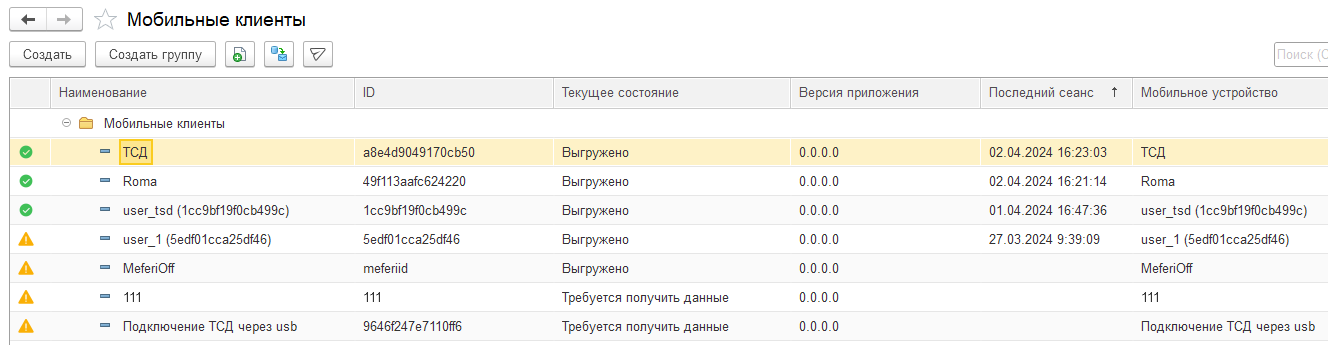 Мобильные клиенты
Создать Создать группу Поиск (С
Наименование ID Текущее состояние Версия приложения Последний сеанс ↑ Мобильное устройство
Мобильные клиенты
ТСД a8e4d9049170cb50 Выгружено 0.0.0.0 02.04.2024 16:23:03 ТСД
Roma 49f113aafc624220 Выгружено 0.0.0.0 02.04.2024 16:21:14 Roma
user_tsd (1cc9bf19f0cb499c) 1cc9bf19f0cb499c Выгружено 0.0.0.0 01.04.2024 16:47:36 user_tsd (1cc9bf19f0cb499c)
user_1 (5edf01cca25df46) 5edf01cca25df46 Выгружено 0.0.0.0 27.03.2024 9:39:09 user_1 (5edf01cca25df46)
MeferiOff meferiid Выгружено 0.0.0.0 MeferiOff
111 111 Требуется получить данные 0.0.0.0 111
Подключение ТСД через usb 9646f247e7110ff6 Требуется получить данные 0.0.0.0 Подключение ТСД через usb